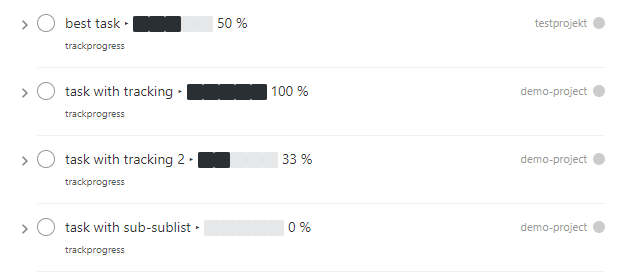 best task ‣ 50 % testprojekt
trackprogress
task with tracking ‣ 100 % demo-project
trackprogress
task with tracking 2 ‣ 33 % demo-project
trackprogress
task with sub-sublist ‣ 0 % demo-project
trackprogress